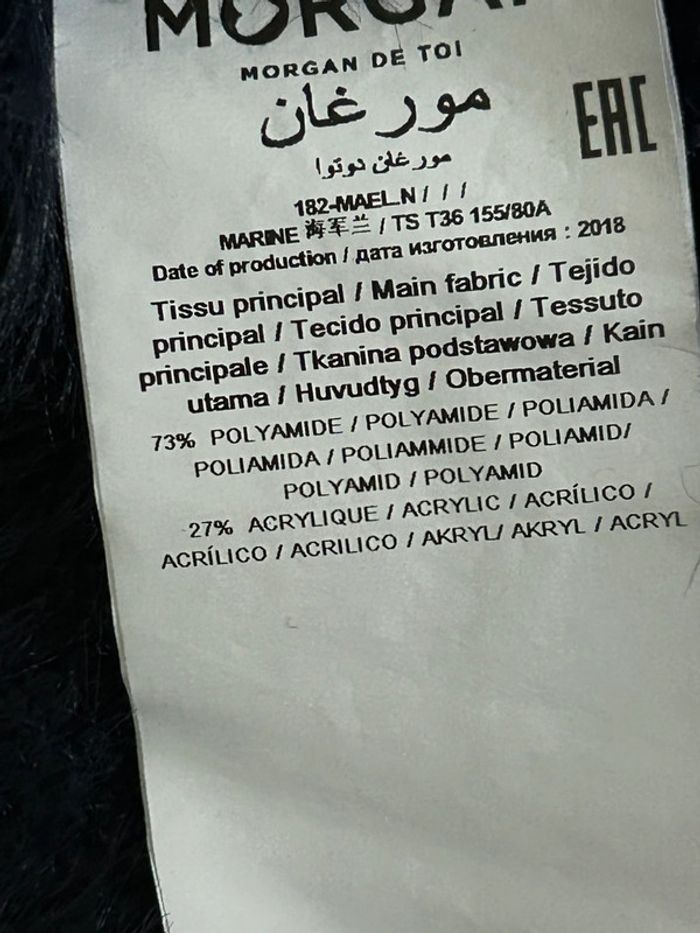 MORGAN
MORGAN DE TOI
مورغان
مورغان دوتوا
EAC
182-MAEL.N / / /
MARINE 海军兰 / TS T36 155/80A
Date of production / дата изготовления : 2018
Tissu principal / Main fabric / Tejido
principal / Tecido principal / Tessuto
principale / Tkanina podstawowa / Kain
utama / Huvudtyg / Obermaterial
73% POLYAMIDE / POLYAMIDE / POLIAMIDA /
POLIAMIDA / POLIAMMIDE / POLIAMID/
POLYAMID / POLYAMID
27% ACRYLIQUE / ACRYLIC / ACRÍLICO /
ACRÍLICO / ACRILICO / AKRYL/ AKRYL / ACRYL